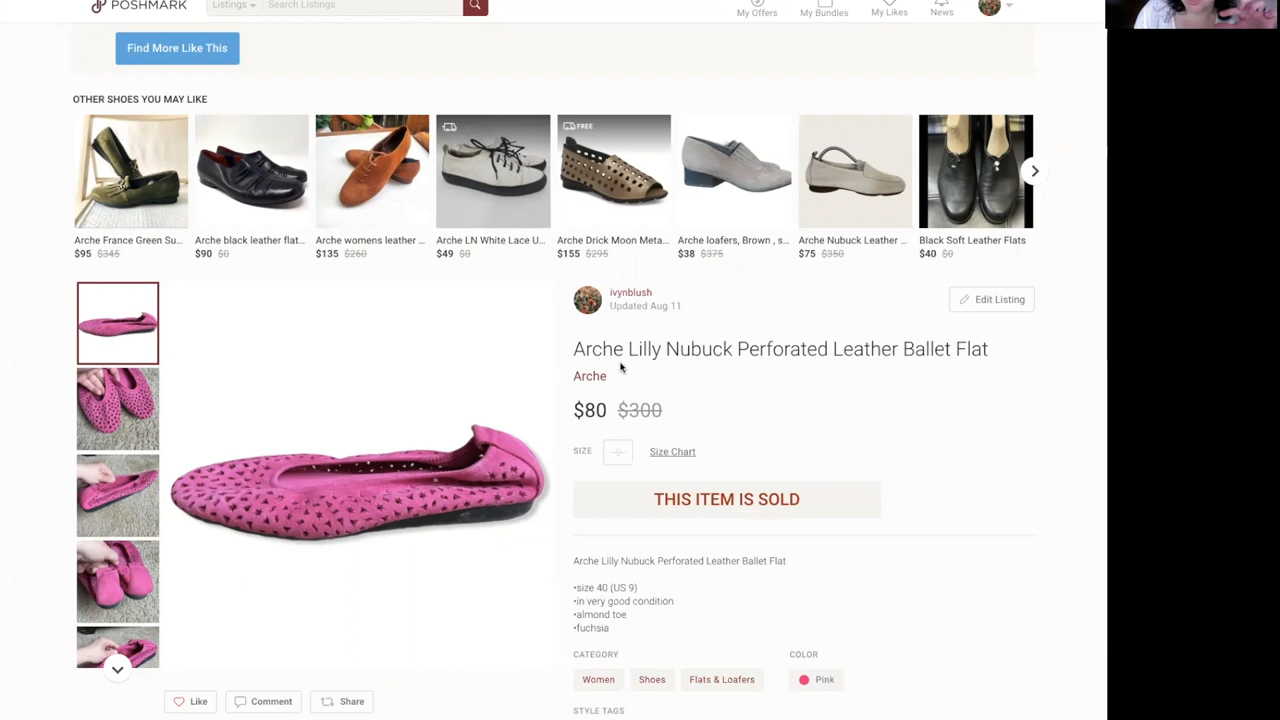 POSHMARK
Listings
Search Listings
My Offers
My Bundles
My Likes
News
Find More Like This
OTHER SHOES YOU MAY LIKE
FREE
Arche France Green Su...
$95 $345
Arche black leather flat...
$90 $0
Arche womens leather ...
$135 $260
Arche LN White Lace U...
$49 $0
Arche Drick Moon Meta...
$155 $295
Arche loafers, Brown , s...
$38 $375
Arche Nubuck Leather ...
$75 $350
Black Soft Leather Flats
$40 $0
ivynblush
Updated Aug 11
Edit Listing
Arche Lilly Nubuck Perforated Leather Ballet Flat
Arche
$80 $300
SIZE
9
Size Chart
THIS ITEM IS SOLD
Arche Lilly Nubuck Perforated Leather Ballet Flat
•size 40 (US 9)
•in very good condition
•almond toe
•fuchsia
CATEGORY
Women
Shoes
Flats & Loafers
COLOR
Pink
STYLE TAGS
Like
Comment
Share